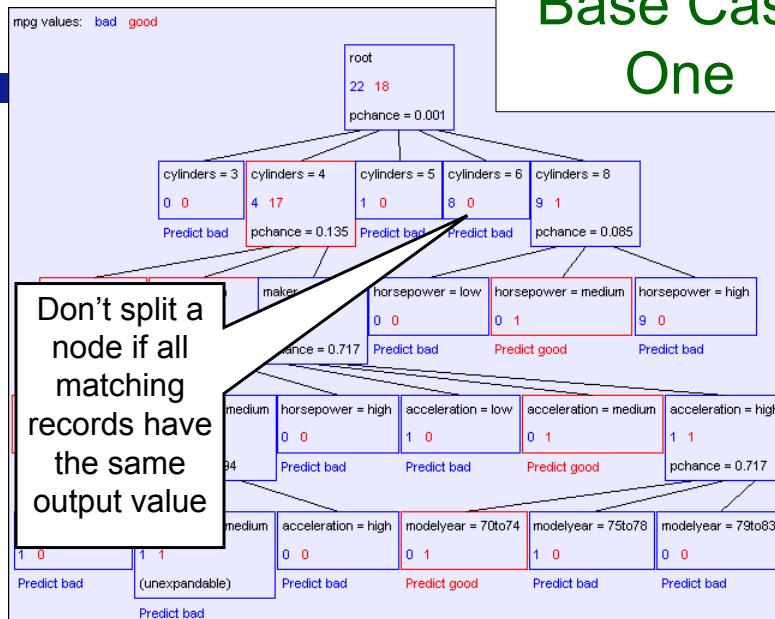 Base Cas
One
mpg values: bad good
root
22 18
pchance = 0.001
cylinders = 3
0 0
Predict bad
cylinders = 4
4 17
pchance = 0.135
cylinders = 5
1 0
Predict bad
cylinders = 6
8 0
Predict bad
cylinders = 8
9 1
pchance = 0.085
Don't split a
node if all
matching
records have
the same
output value
maker
= 0.717
horsepower = low
0 0
Predict bad
horsepower = medium
0 1
Predict good
horsepower = high
9 0
Predict bad
medium
94
horsepower = high
0 0
Predict bad
acceleration = low
1 0
Predict bad
acceleration = medium
0 1
Predict good
acceleration = high
1 1
pchance = 0.717
1 0
Predict bad
medium
1 1
(unexpandable)
Predict bad
acceleration = high
0 0
Predict bad
modelyear = 70to74
0 1
Predict good
modelyear = 75to78
1 0
Predict bad
modelyear = 79to83
0 0
Predict bad